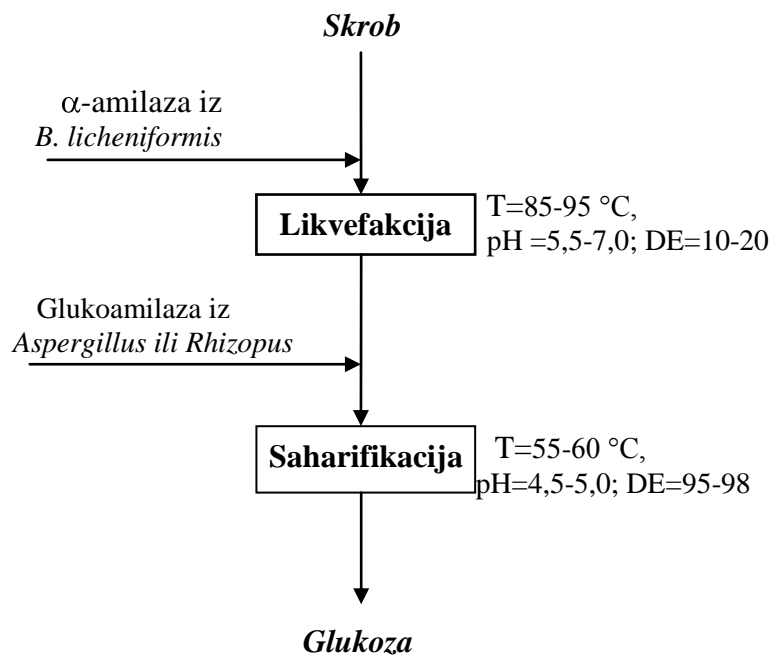 Skrob
α-amilaza iz
B. licheniformis
Likvefakcija
T=85-95 °C,
pH =5,5-7,0; DE=10-20
Glukoamilaza iz
Aspergillus ili Rhizopus
Saharifikacija
T=55-60 °C,
pH=4,5-5,0; DE=95-98
Glukoza